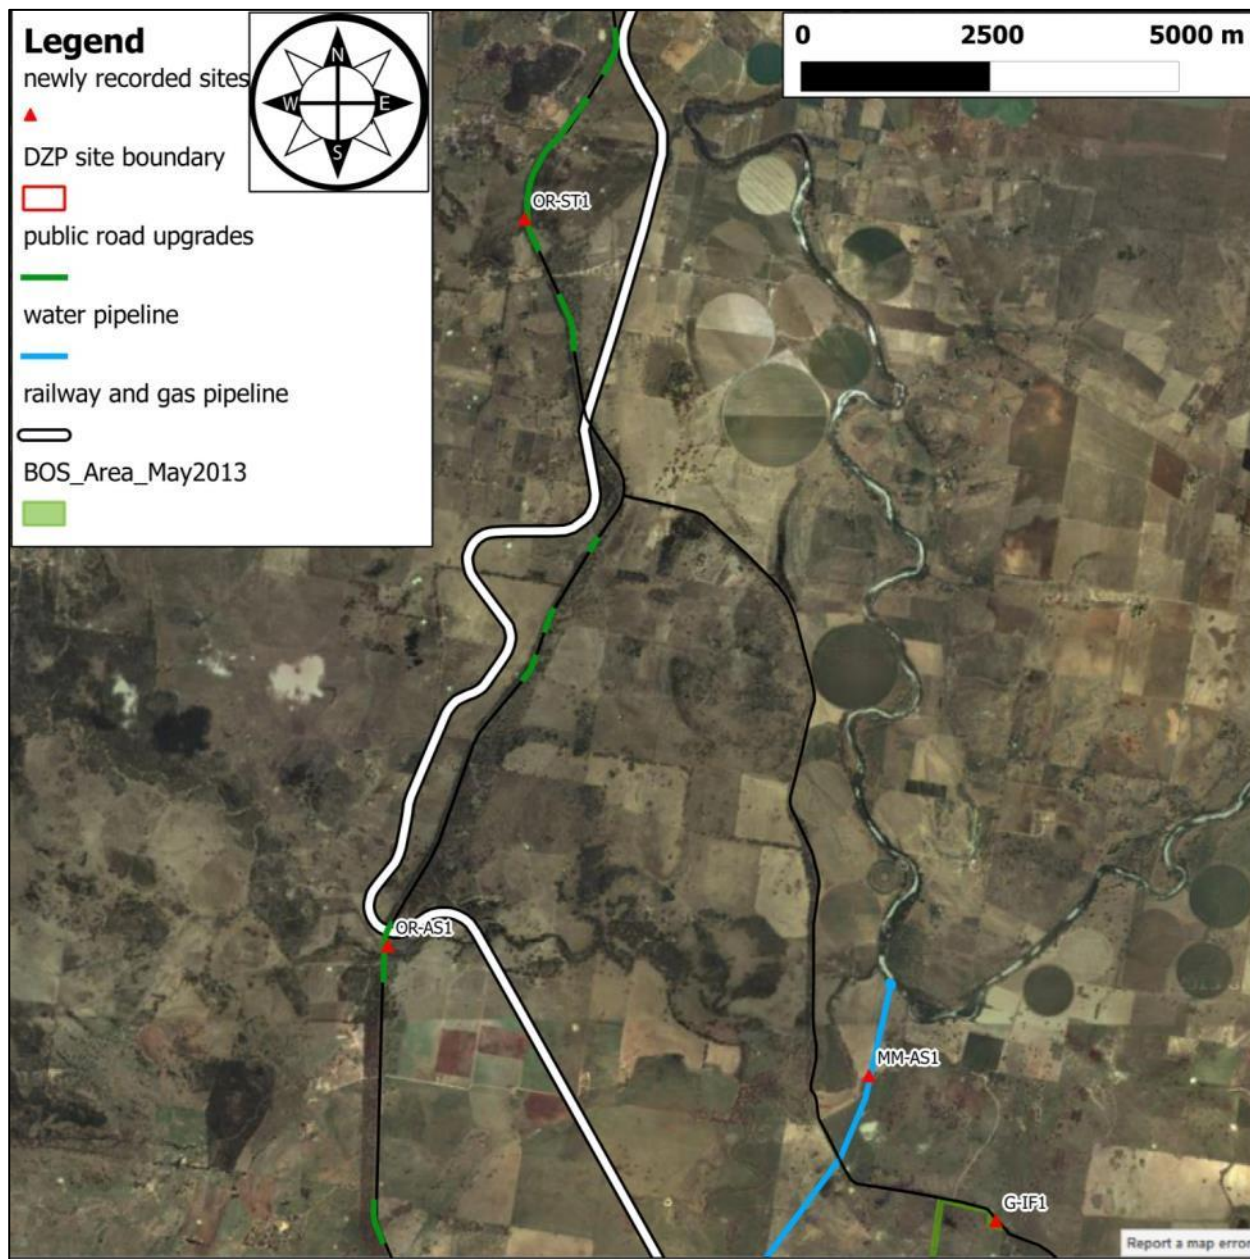 Legend
newly recorded sites
DZP site boundary
public road upgrades
water pipeline
railway and gas pipeline
BOS_Area_May2013
N
W E
S
0 2500 5000 m
OR-ST1
OR-AS1
MM-AS1
G-IF1
Report a map error